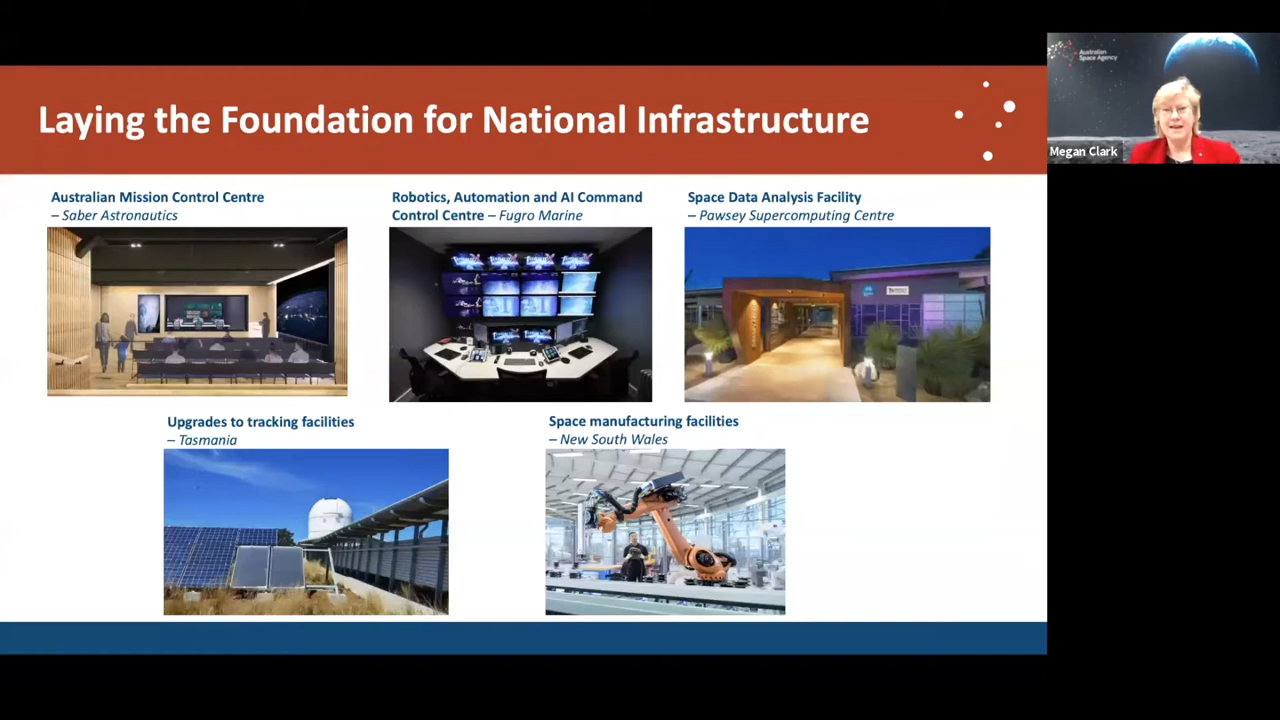 Laying the Foundation for National Infrastructure
Australian Space Agency
Megan Clark
Australian Mission Control Centre
– Saber Astronautics
Robotics, Automation and AI Command
Control Centre – Fugro Marine
Space Data Analysis Facility
– Pawsey Supercomputing Centre
Upgrades to tracking facilities
– Tasmania
Space manufacturing facilities
– New South Wales